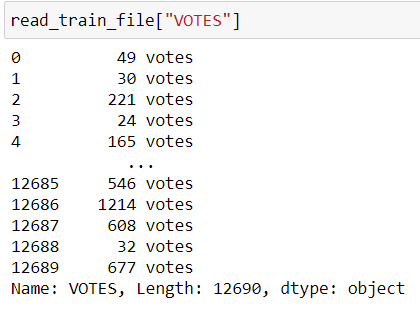 read_train_file["VOTES"]
0 49 votes
1 30 votes
2 221 votes
3 24 votes
4 165 votes
...
12685 546 votes
12686 1214 votes
12687 608 votes
12688 32 votes
12689 677 votes
Name: VOTES, Length: 12690, dtype: object